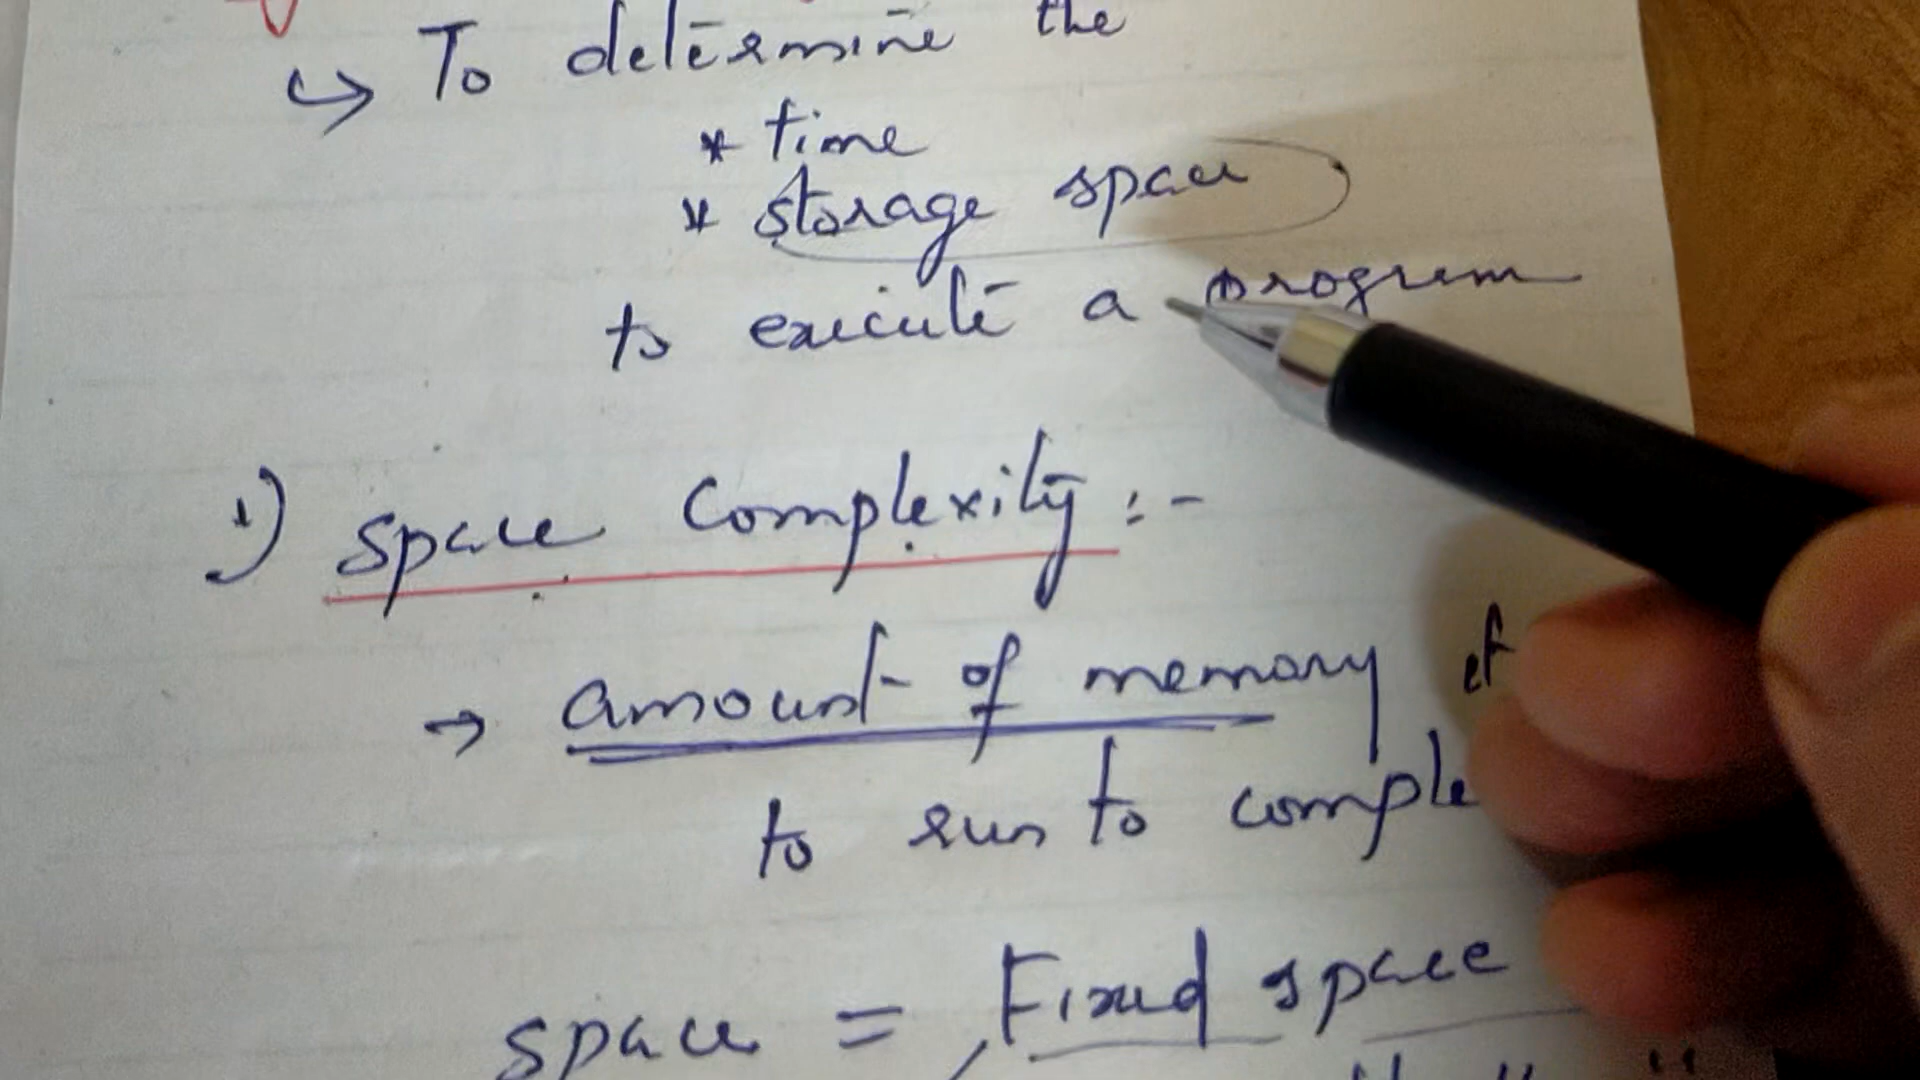 ↪ To determine the
* time
* storage space
to execute a program
1) space complexity :-
→ amount of memory it
to run to comple
space = Fixed space